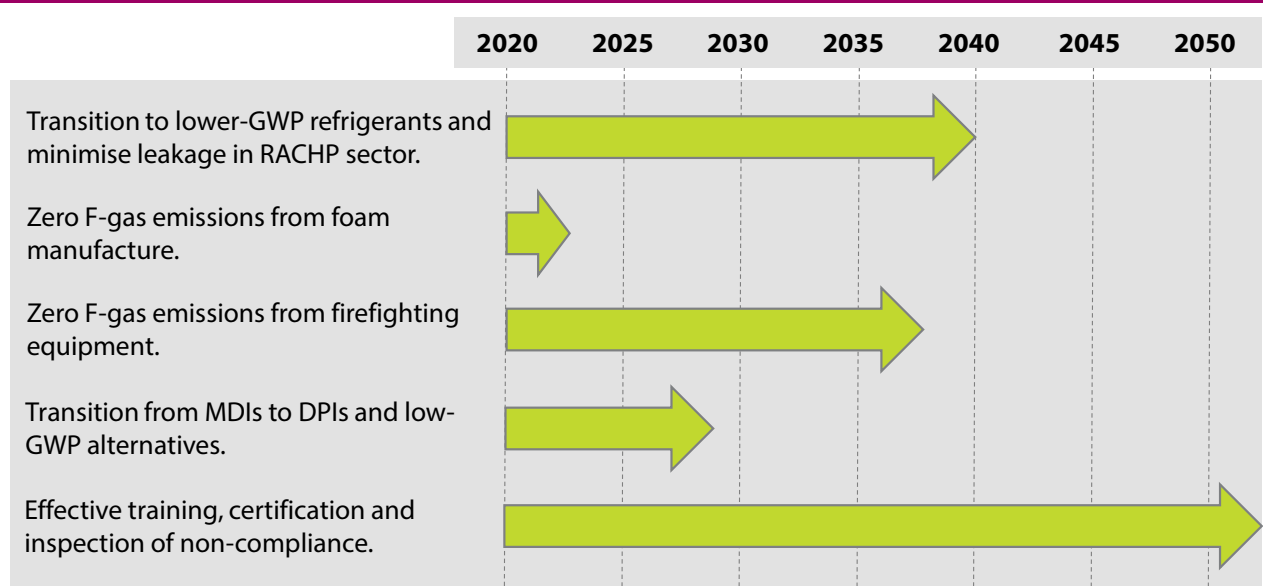 2020 2025 2030 2035 2040 2045 2050
Transition to lower-GWP refrigerants and
minimise leakage in RACHP sector.
Zero F-gas emissions from foam
manufacture.
Zero F-gas emissions from firefighting
equipment.
Transition from MDIs to DPIs and low-
GWP alternatives.
Effective training, certification and
inspection of non-compliance.